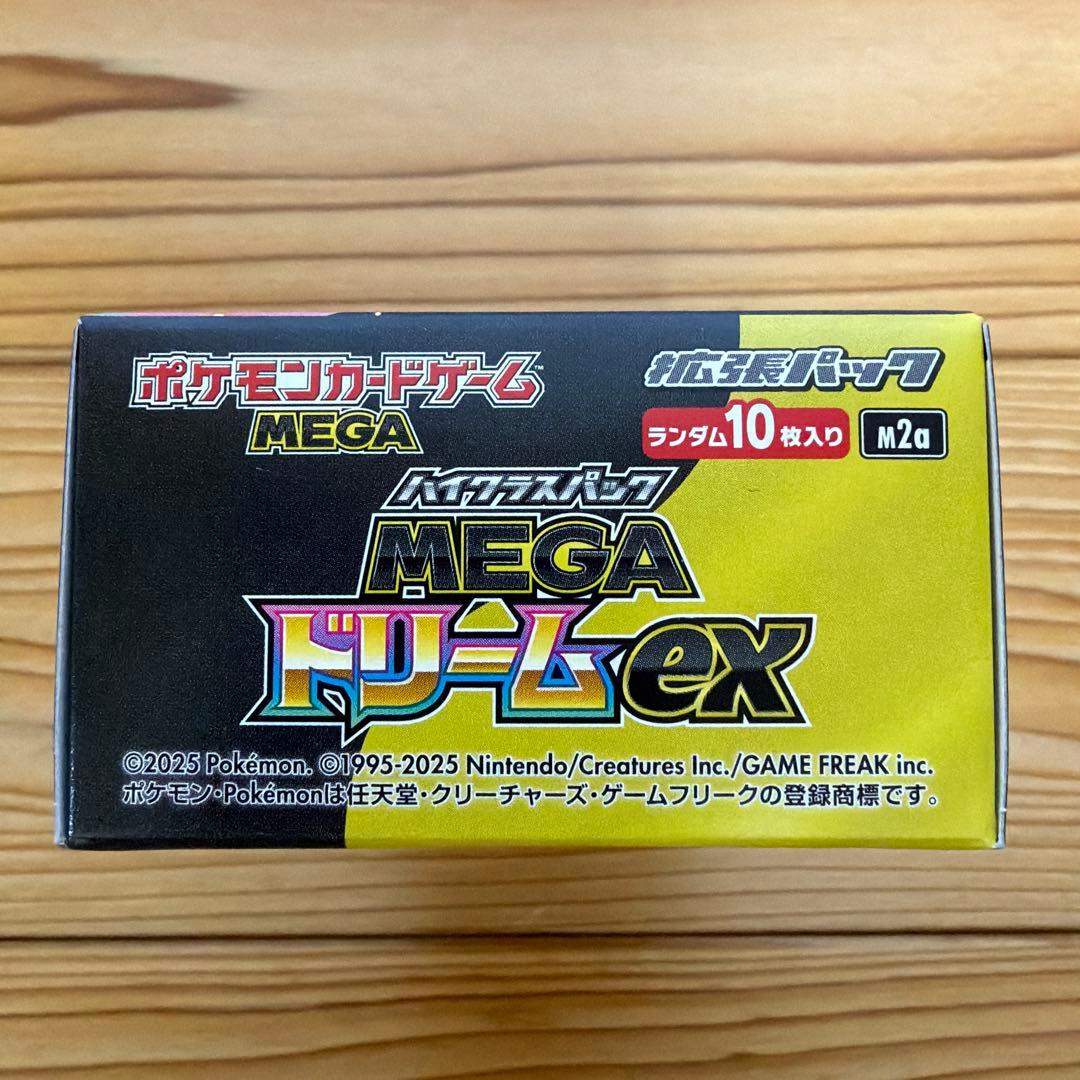 ポケモンカードゲーム™
MEGA
拡張パック
ランダム10枚入り
M2a
ハイクラスパック
MEGA
ドリームex
©2025 Pokémon. ©1995-2025 Nintendo/Creatures Inc./GAME FREAK inc.
ポケモン・Pokémonは任天堂・クリーチャーズ・ゲームフリークの登録商標です。